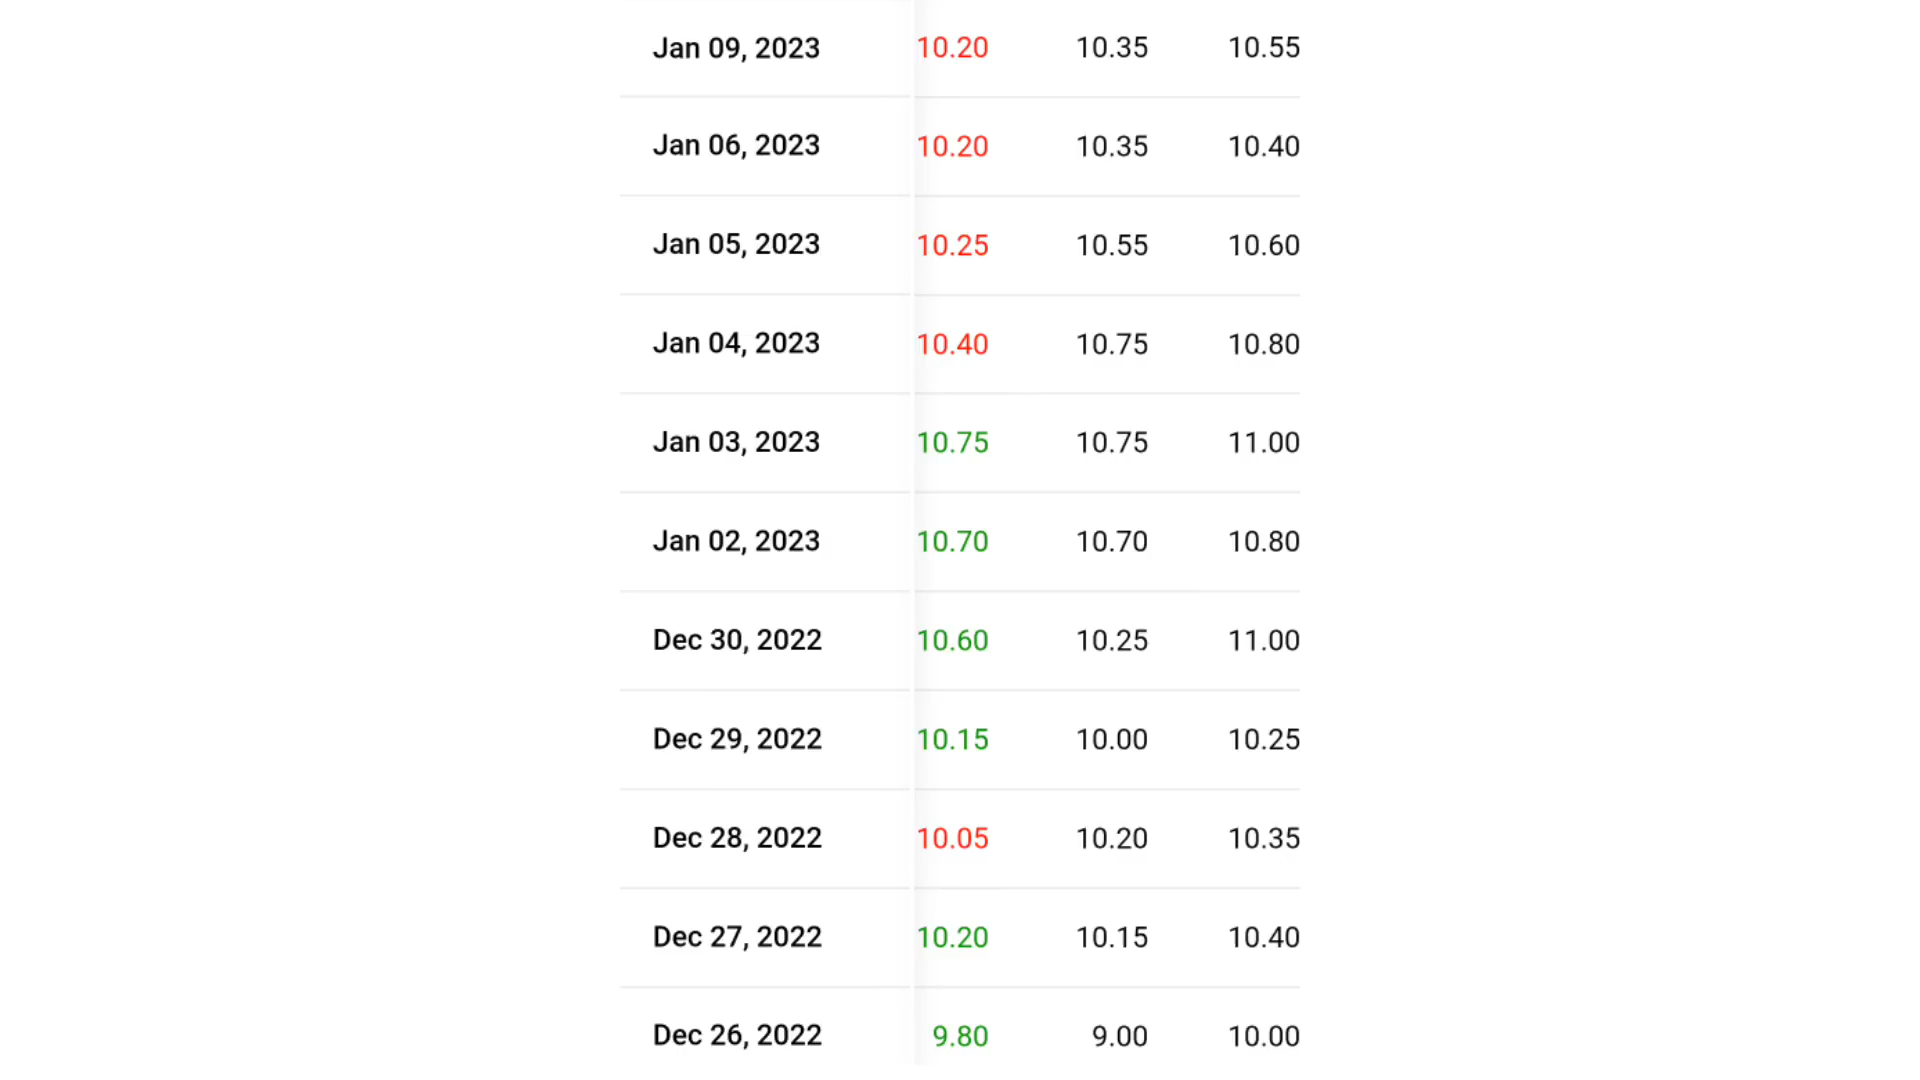 Jan 09, 2023 10.20 10.35 10.55
Jan 06, 2023 10.20 10.35 10.40
Jan 05, 2023 10.25 10.55 10.60
Jan 04, 2023 10.40 10.75 10.80
Jan 03, 2023 10.75 10.75 11.00
Jan 02, 2023 10.70 10.70 10.80
Dec 30, 2022 10.60 10.25 11.00
Dec 29, 2022 10.15 10.00 10.25
Dec 28, 2022 10.05 10.20 10.35
Dec 27, 2022 10.20 10.15 10.40
Dec 26, 2022 9.80 9.00 10.00